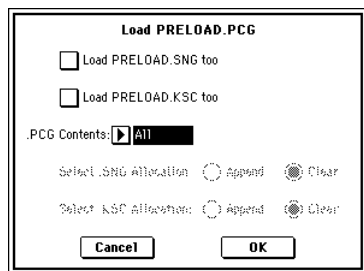 Load PRELOAD.PCG
Load PRELOAD.SNG too
Load PRELOAD.KSC too
.PCG Contents: All
Select .SNG Allocation: Append Clear
Select .KSC Allocation: Append Clear
Cancel OK